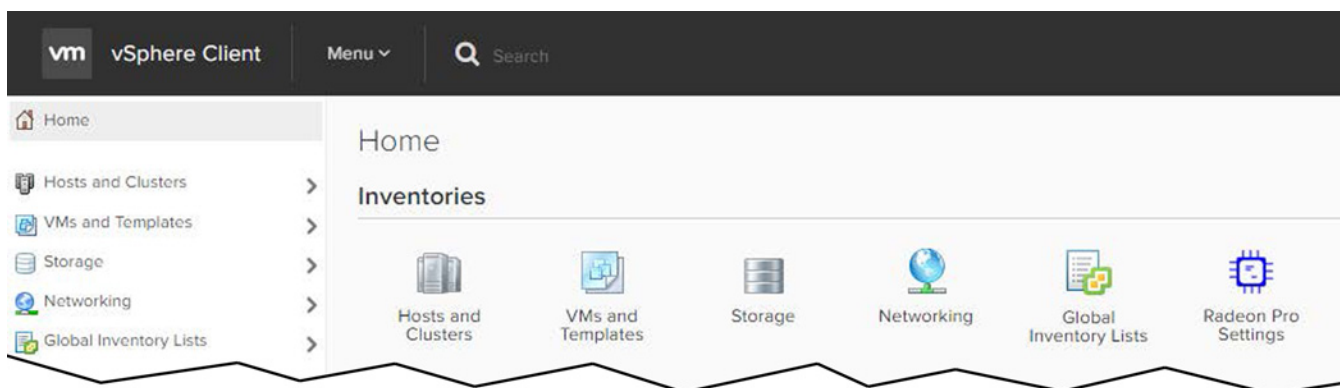 vm vSphere Client Menu Search
Home
Hosts and Clusters
VMs and Templates
Storage
Networking
Global Inventory Lists
Home
Inventories
Hosts and
Clusters
VMs and
Templates
Storage
Networking
Global
Inventory Lists
Radeon Pro
Settings